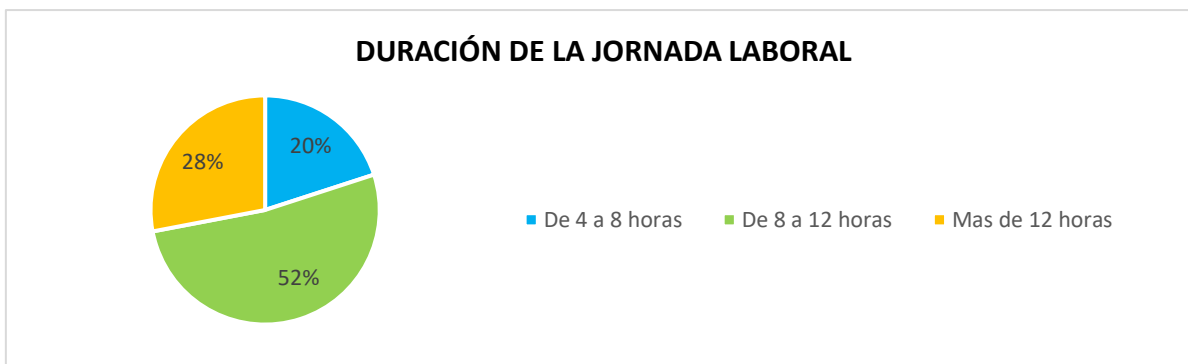 DURACIÓN DE LA JORNADA LABORAL
20%
28%
De 4 a 8 horas De 8 a 12 horas Mas de 12 horas
52%